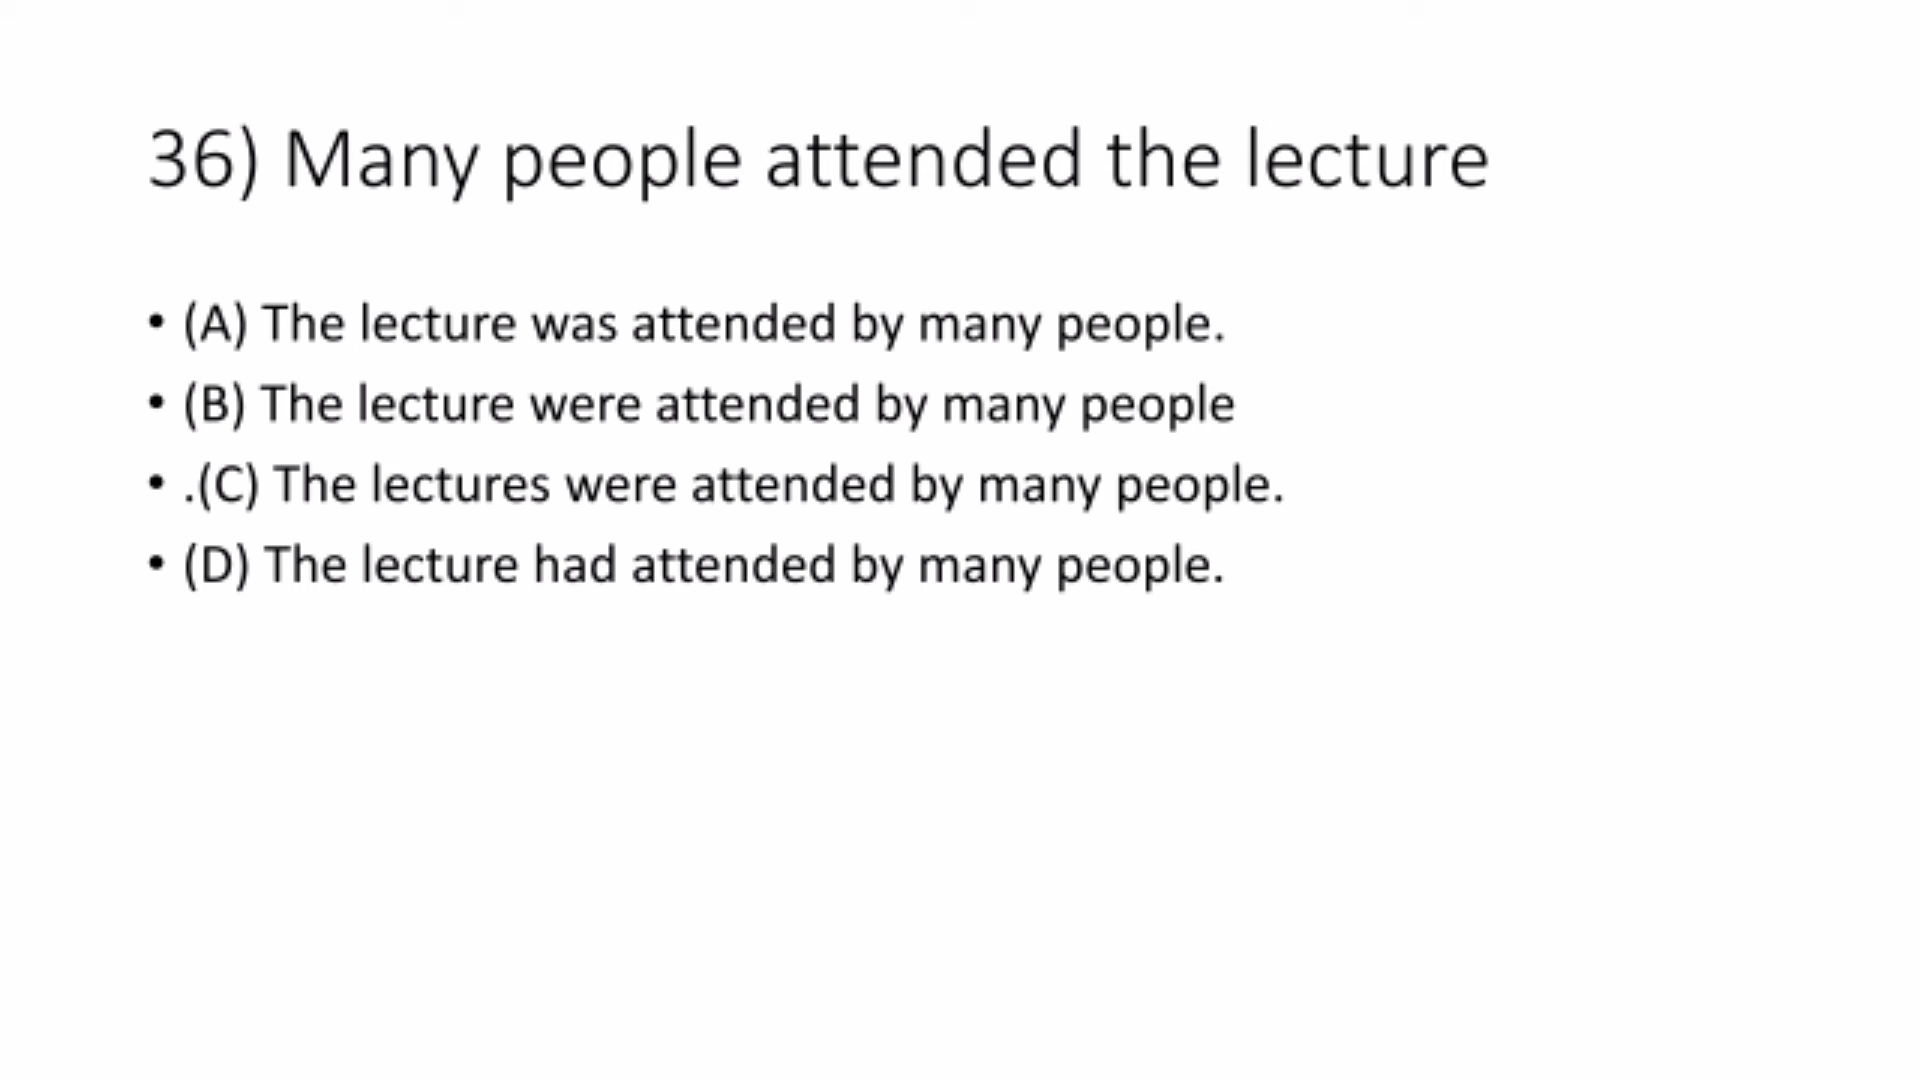 36) Many people attended the lecture
• (A) The lecture was attended by many people.
• (B) The lecture were attended by many people
• .(C) The lectures were attended by many people.
• (D) The lecture had attended by many people.